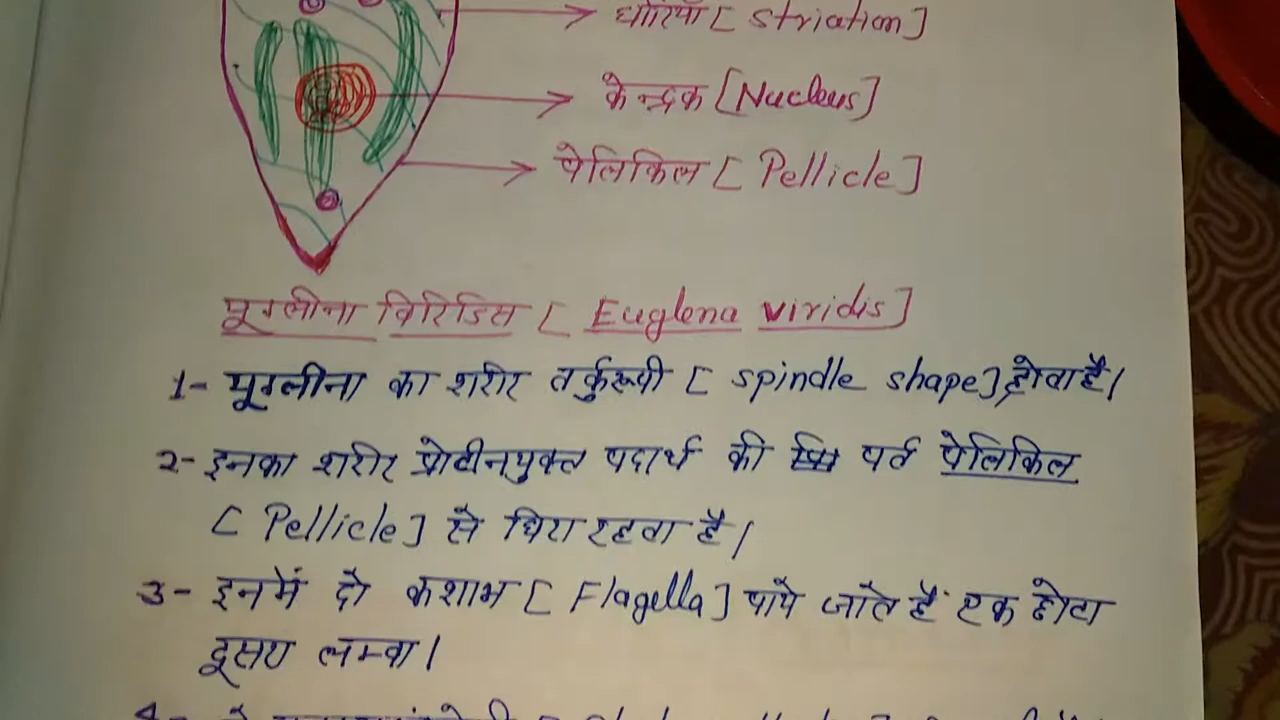 धारियाँ [ Striation ]
केन्द्रक [ Nucleus ]
पेलिकिल [ Pellicle ]
यूग्लीना विरिडिस [ Euglena viridis ]
1- यूग्लीना का शरीर तर्कुरूपी [ spindle shape ] होता है।
2- इनका शरीर प्रोटीनयुक्त पदार्थ की पर्त पेलिकिल
[ Pellicle ] से घिरा रहता है।
3- इनमें दो कशाभ [ Flagella ] पाये जाते हैं एक छोटा
दूसरा लम्बा।